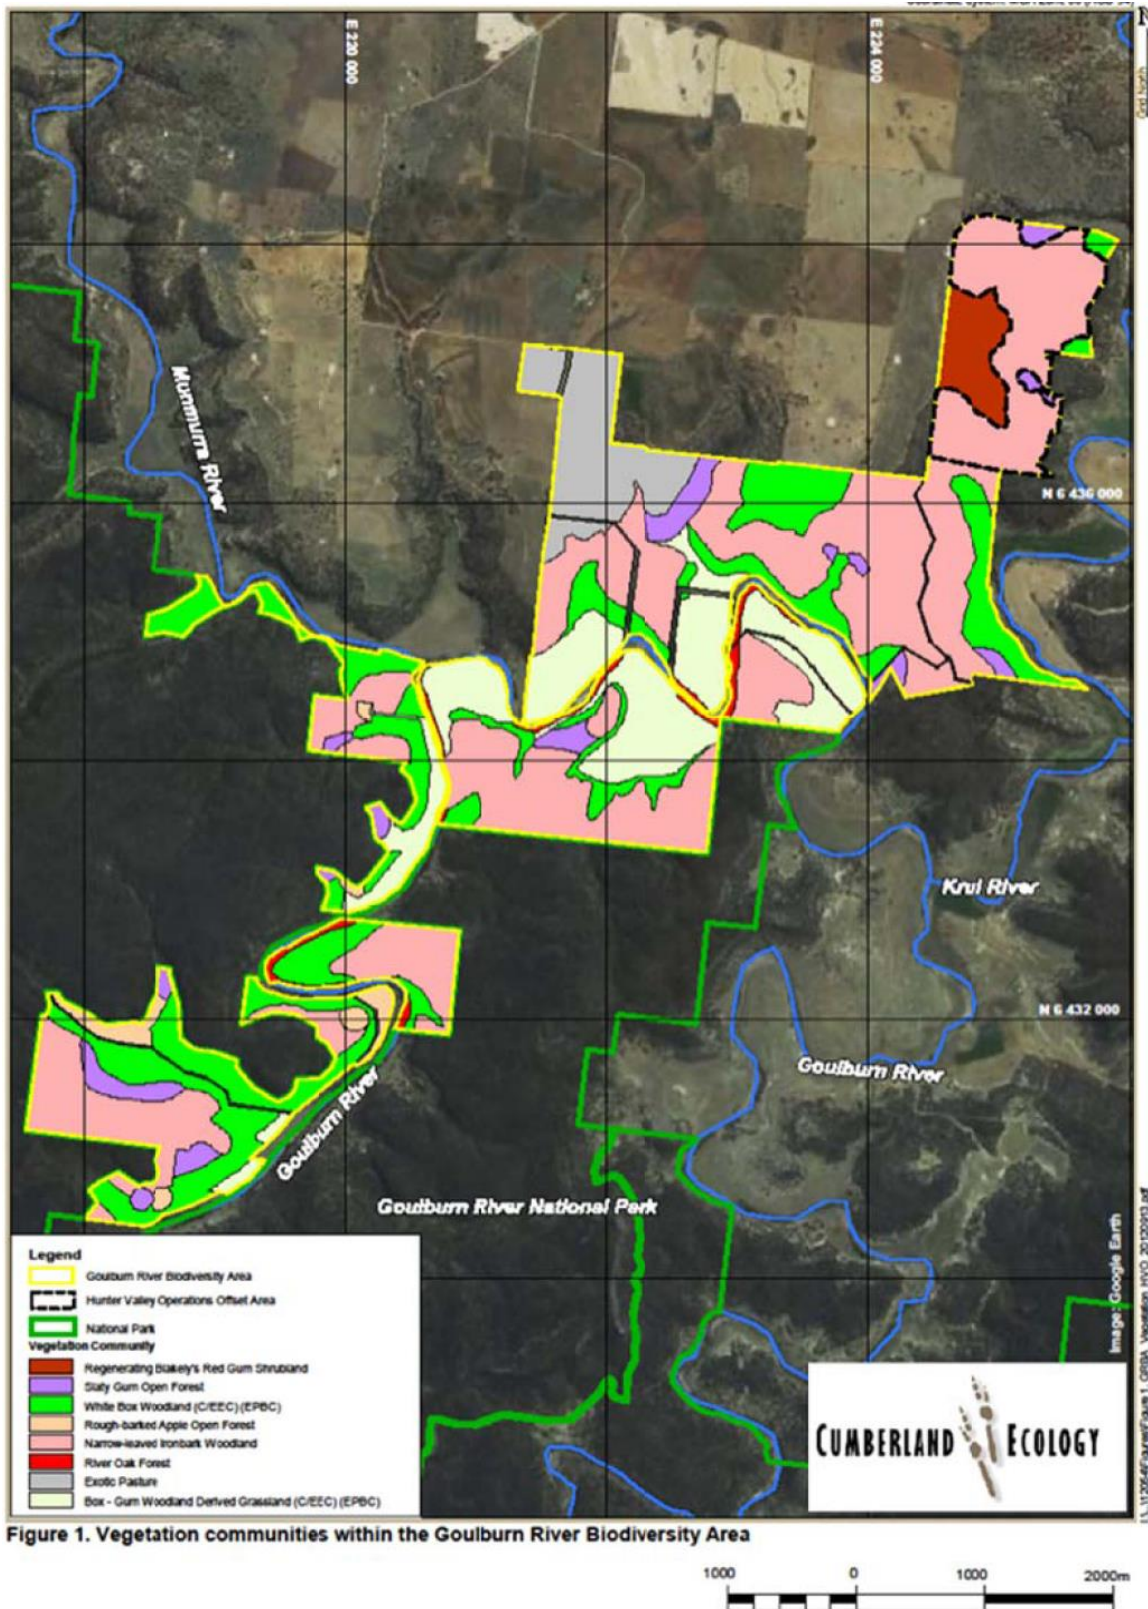 E 220 000
E 224 000
Munmurra River
N 6 436 000
Krui River
N 6 432 000
Goulburn River
Goulburn River
Goulburn River National Park
Image: Google Earth
Legend
Goulburn River Biodiversity Area
Hunter Valley Operations Offset Area
National Park
Vegetation Community
Regenerating Blakely's Red Gum Shrubland
Slaty Gum Open Forest
White Box Woodland (C/EEC) (EPBC)
Rough-barked Apple Open Forest
Narrow-leaved Ironbark Woodland
River Oak Forest
Exotic Pasture
Box - Gum Woodland Derived Grassland (C/EEC) (EPBC)
CUMBERLAND ECOLOGY
Figure 1. Vegetation communities within the Goulburn River Biodiversity Area
1000 0 1000 2000m